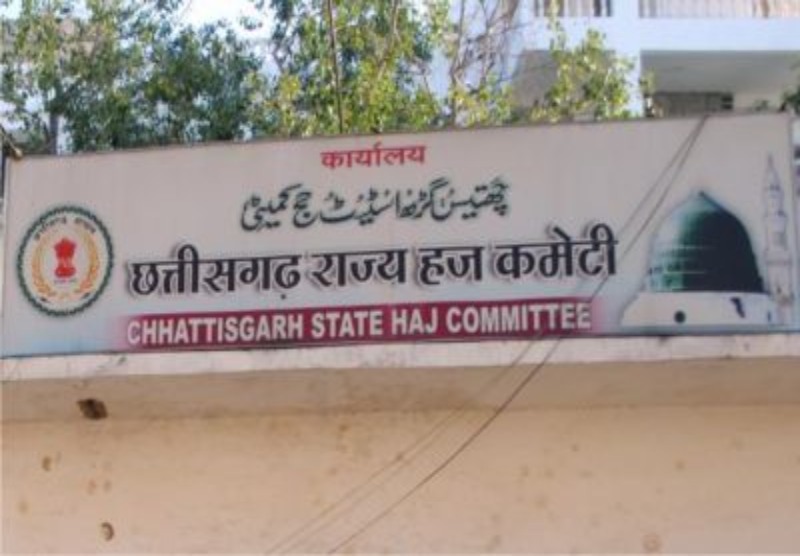 कार्यालय
چھتیس گڑھ اسٹیٹ حج کمیٹی
छत्तीसगढ़ राज्य हज कमेटी
CHHATTISGARH STATE HAJ COMMITTEE